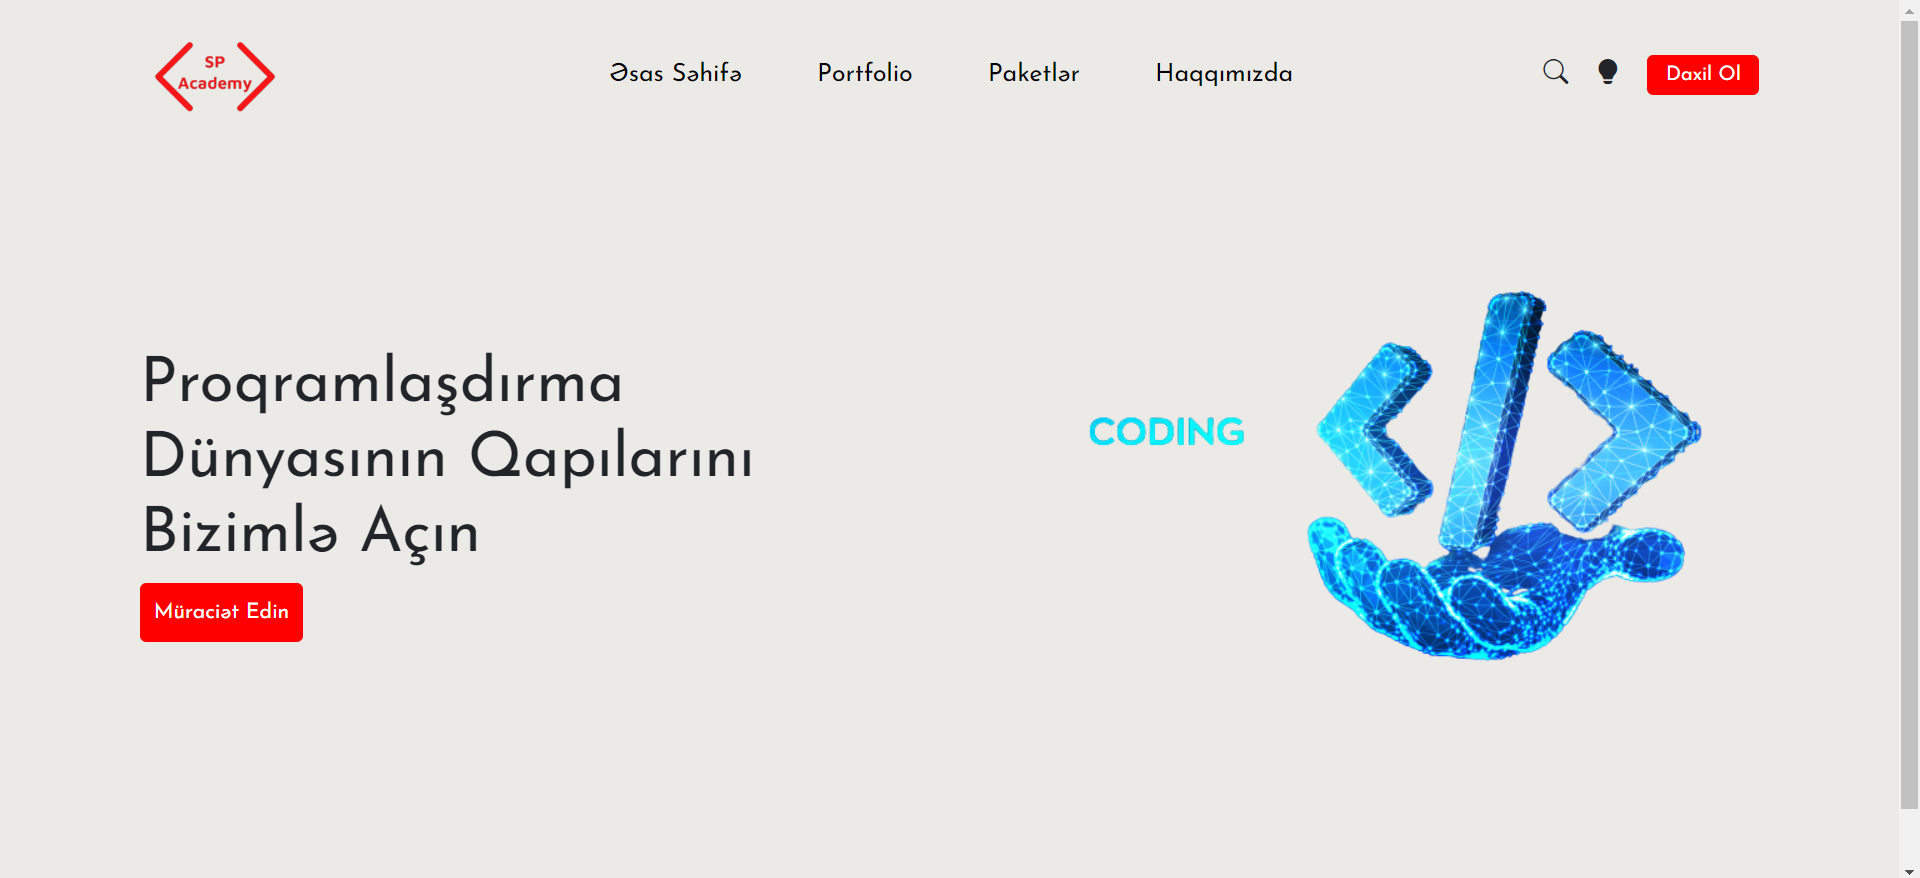 SP
Academy
Əsas Səhifə
Portfolio
Paketlər
Haqqımızda
Daxil Ol
Proqramlaşdırma
Dünyasının Qapılarını
Bizimlə Açın
Müraciət Edin
CODING